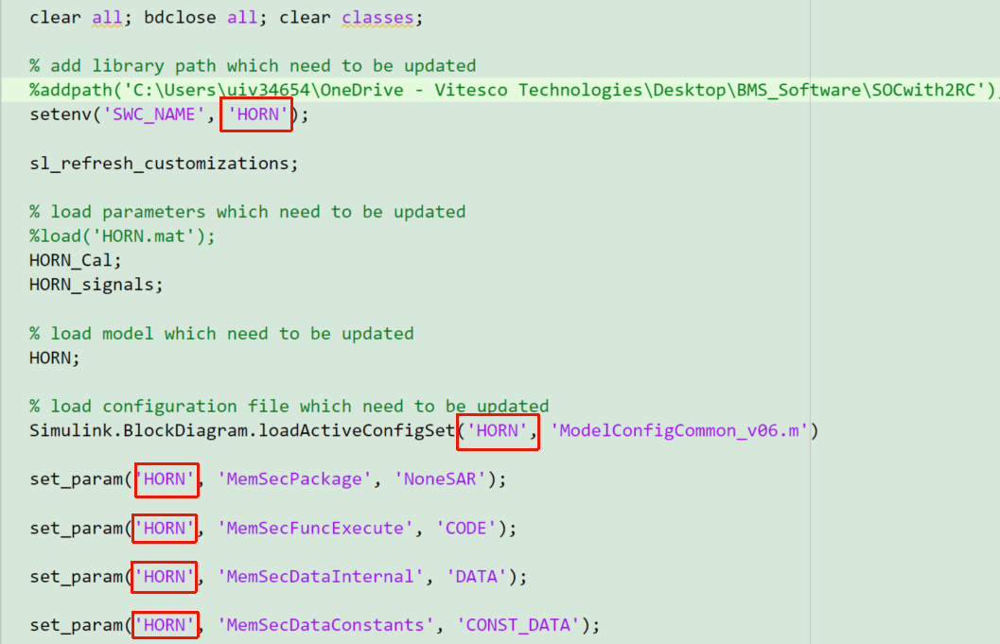 clear all; bdclose all; clear classes;
% add library path which need to be updated
%addpath('C:\Users\uiv34654\OneDrive - Vitesco Technologies\Desktop\BMS_Software\SOCwith2RC')
setenv('SWC_NAME', 'HORN');
sl_refresh_customizations;
% load parameters which need to be updated
%load('HORN.mat');
HORN_Cal;
HORN_signals;
% load model which need to be updated
HORN;
% load configuration file which need to be updated
Simulink.BlockDiagram.loadActiveConfigSet('HORN', 'ModelConfigCommon_v06.m')
set_param('HORN', 'MemSecPackage', 'NoneSAR');
set_param('HORN', 'MemSecFuncExecute', 'CODE');
set_param('HORN', 'MemSecDataInternal', 'DATA');
set_param('HORN', 'MemSecDataConstants', 'CONST_DATA');